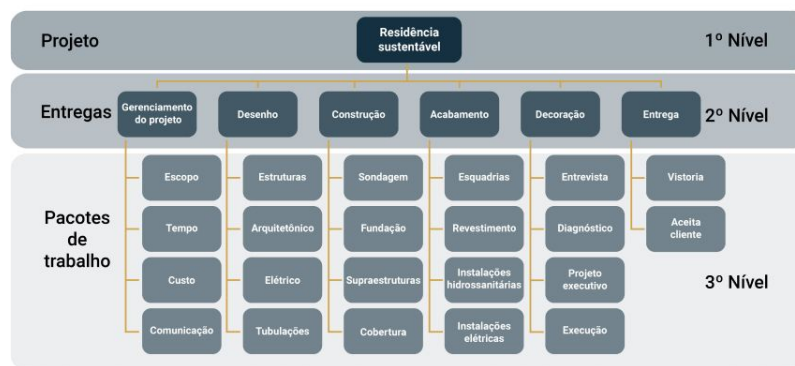 Projeto
Residência
sustentável
1º Nível
Entregas
Gerenciamento
do projeto
Desenho
Construção
Acabamento
Decoração
Entrega
2º Nível
Pacotes
de
trabalho
Escopo
Estruturas
Sondagem
Esquadrias
Entrevista
Vistoria
Tempo
Arquitetônico
Fundação
Revestimento
Diagnóstico
Aceita
cliente
Custo
Elétrico
Supraestruturas
Instalações
hidrossanitárias
Projeto
executivo
3º Nível
Comunicação
Tubulações
Cobertura
Instalações
elétricas
Execução